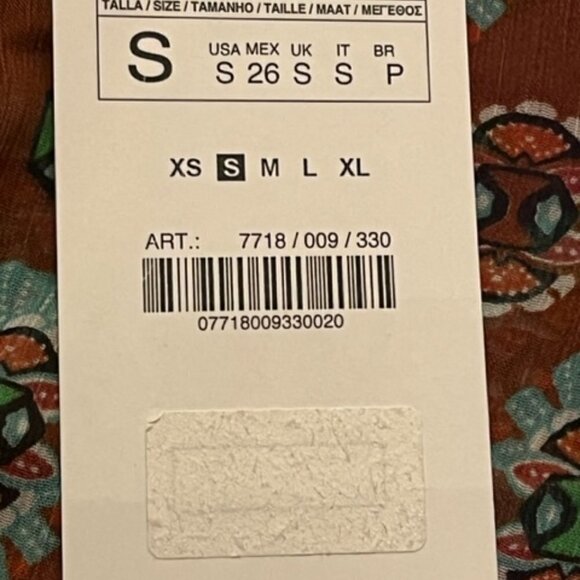 TALLA / SIZE / TAMANHO / TAILLE / MAAT / ΜΕΓΕΘΟΣ
S
USA MEX UK IT BR
S 26 S S P
XS S M L XL
ART.: 7718 / 009 / 330
07718009330020